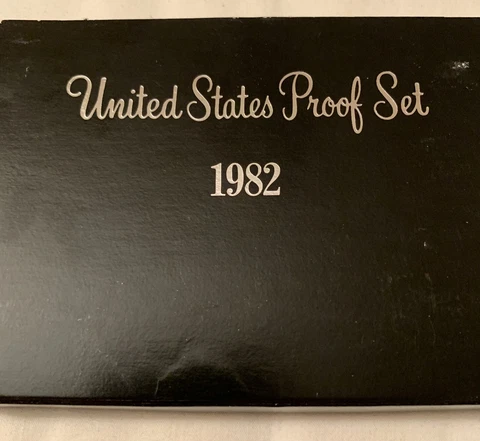 United States Proof Set
1982